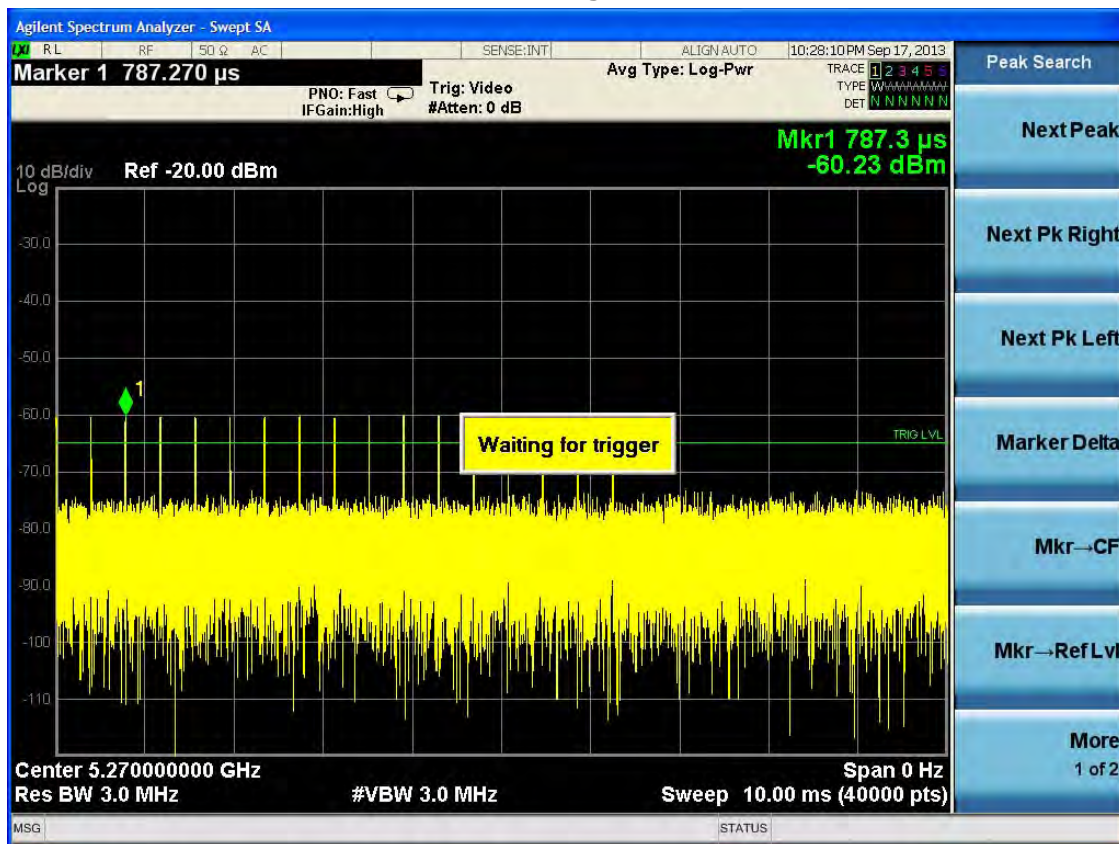 Agilent Spectrum Analyzer - Swept SA
LXI RL RF 50 Ω AC SENSE:INT ALIGN AUTO 10:28:10 PM Sep 17, 2013
Marker 1 787.270 µs
PNO: Fast
IFGain:High
Trig: Video
#Atten: 0 dB
Avg Type: Log-Pwr
TRACE 1 2 3 4 5 6
TYPE WWWWWW
DET N N N N N N
Mkr1 787.3 µs
-60.23 dBm
10 dB/div Ref -20.00 dBm
Log
-30.0
-40.0
-50.0
1
-60.0
TRIG LVL
Waiting for trigger
-70.0
-80.0
-90.0
-100
-110
Center 5.270000000 GHz Span 0 Hz
Res BW 3.0 MHz #VBW 3.0 MHz Sweep 10.00 ms (40000 pts)
MSG STATUS
Peak Search
Next Peak
Next Pk Right
Next Pk Left
Marker Delta
Mkr→CF
Mkr→Ref Lvl
More
1 of 2